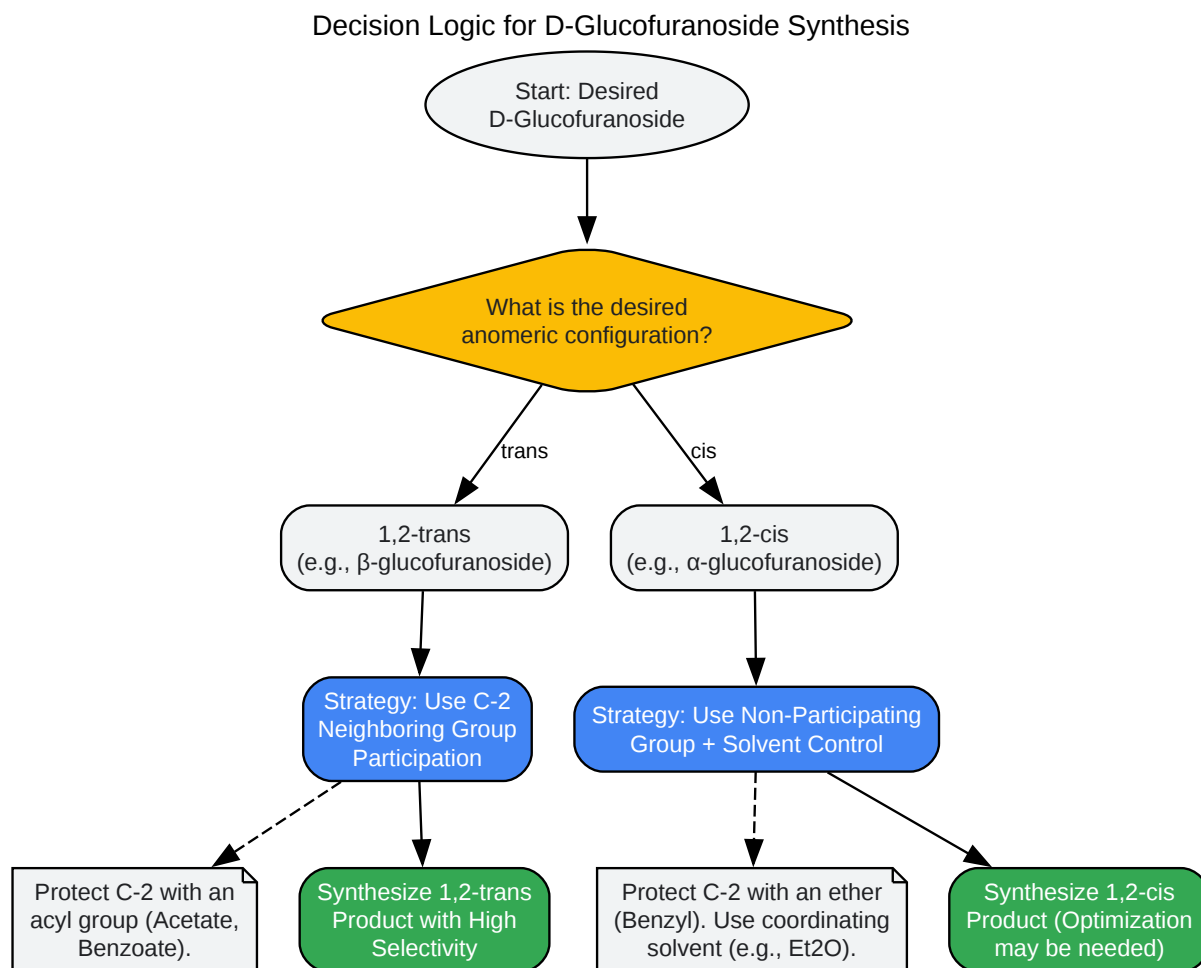 Decision Logic for D-Glucofuranoside Synthesis
Start: Desired
D-Glucofuranoside
What is the desired
anomeric configuration?
trans
cis
1,2-trans
(e.g., β-glucofuranoside)
1,2-cis
(e.g., α-glucofuranoside)
Strategy: Use C-2
Neighboring Group
Participation
Strategy: Use Non-Participating
Group + Solvent Control
Protect C-2 with an
acyl group (Acetate,
Benzoate).
Synthesize 1,2-trans
Product with High
Selectivity
Protect C-2 with an ether
(Benzyl). Use coordinating
solvent (e.g., Et2O).
Synthesize 1,2-cis
Product (Optimization
may be needed)